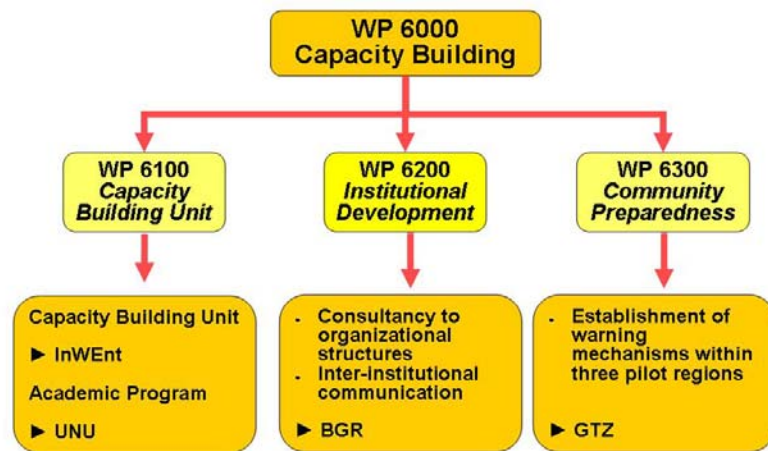 WP 6000
Capacity Building
WP 6100
Capacity
Building Unit
WP 6200
Institutional
Development
WP 6300
Community
Preparedness
Capacity Building Unit
► InWEnt
Academic Program
► UNU
. Consultancy to
organizational
structures
. Inter-institutional
communication
► BGR
. Establishment of
warning
mechanisms within
three pilot regions
► GTZ